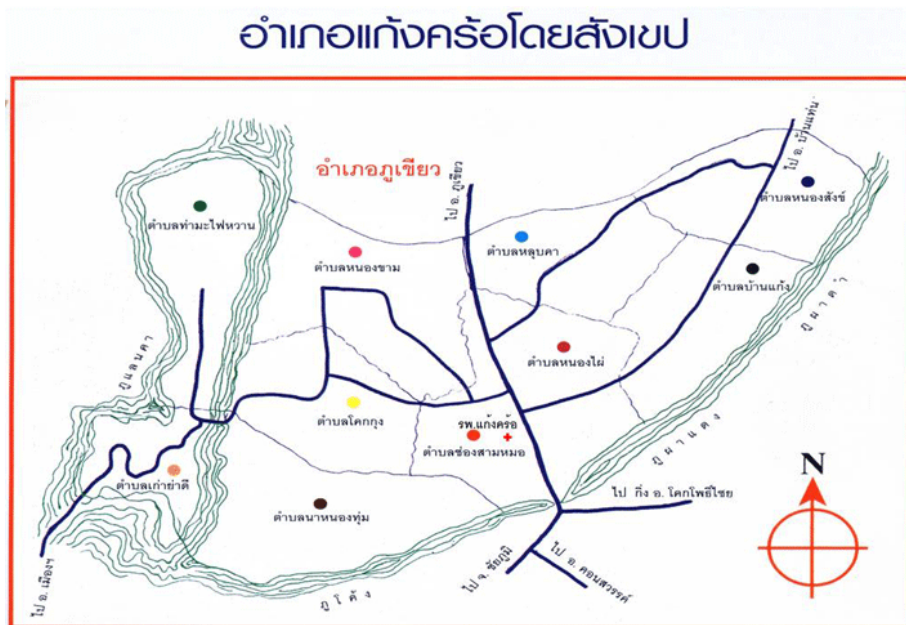 อำเภอแก้งคร้อโดยสังเขป
อำเภอภูเขียว
ไป อ. ภูเขียว
ไป อ. บ้านแท่น
ตำบลหนองสังข์
ตำบลท่ามะไฟหวาน
ตำบลหนองขาม
ตำบลหลุบคา
ตำบลบ้านแก้ง
ภูผาดำ
ภูแลนคา
ตำบลหนองไผ่
ตำบลโคกกุง
รพ.แก้งคร้อ
ตำบลช่องสามหมอ
ภูผาแดง
N
ตำบลเก่าย่าดี
ตำบลนาหนองทุ่ม
ไป กิ่ง อ. โคกโพธิ์ไชย
ไป อ. เมืองฯ
ภูโค้ง
ไป จ. ชัยภูมิ
ไป อ. คอนสวรรค์